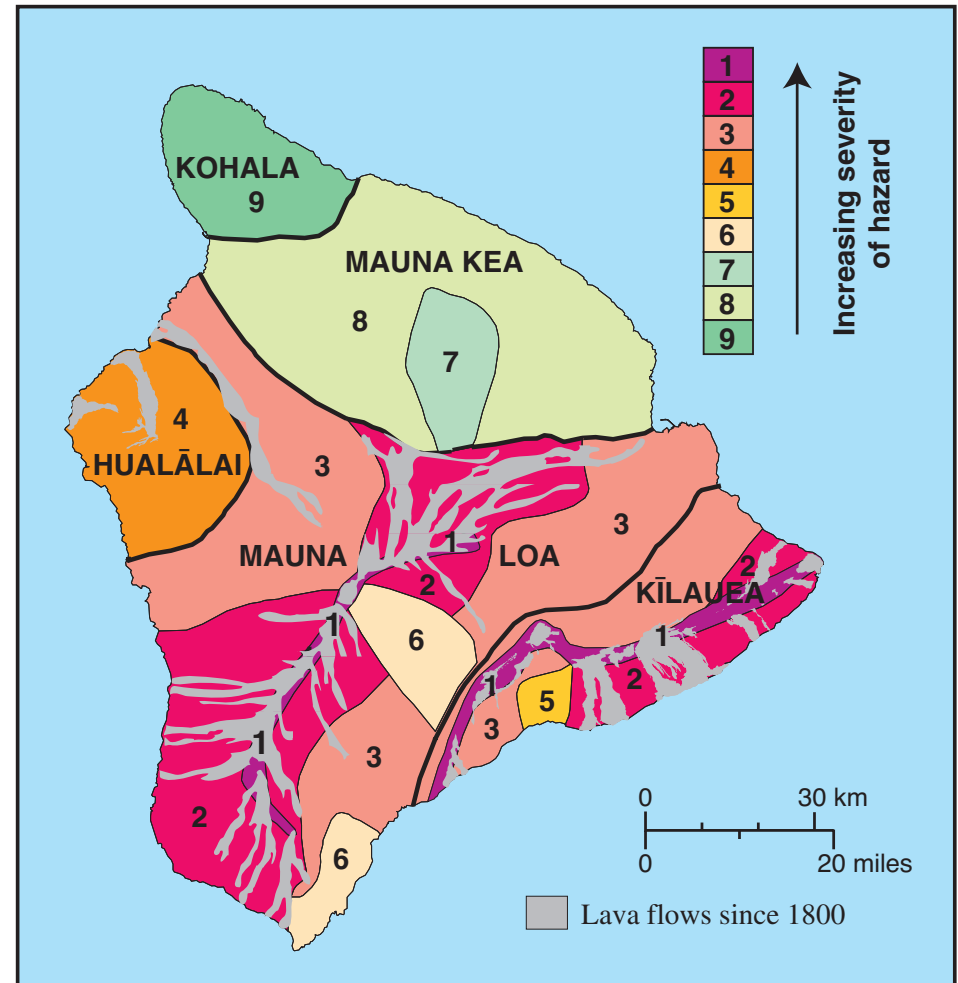 KOHALA
9
MAUNA KEA
8
7
4
HUALĀLAI
3
MAUNA
LOA
1
2
3
KĪLAUEA
2
1
6
1
1
2
5
3
1
3
2
6
1
2
3
4
5
6
7
8
9
Increasing severity
of hazard
0
30 km
0
20 miles
Lava flows since 1800